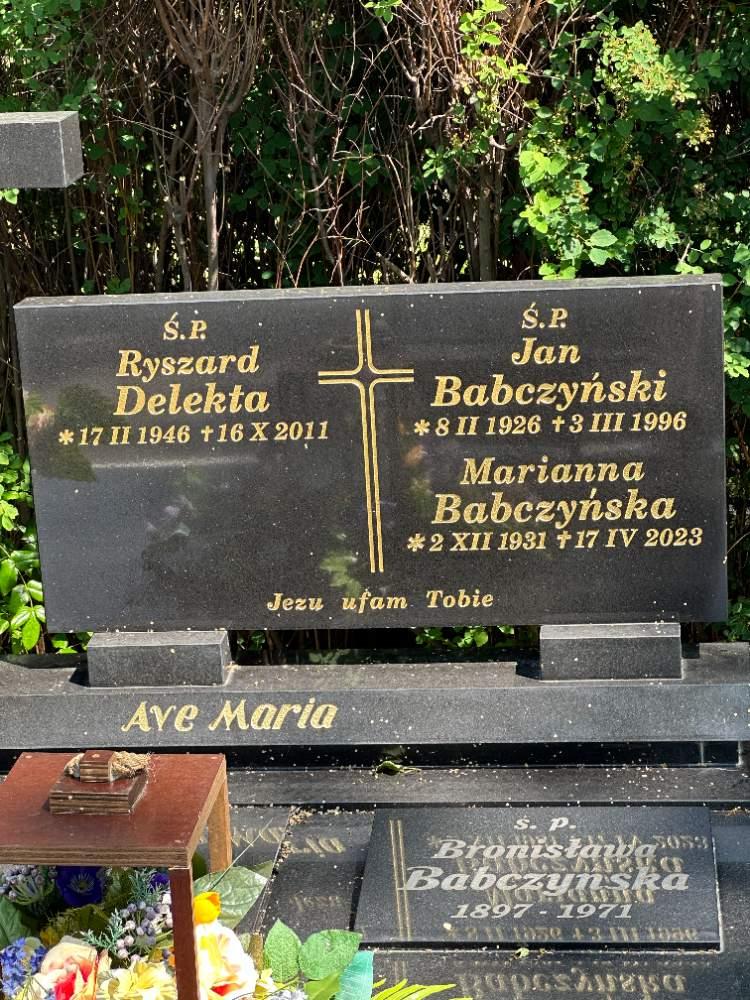 Ś.P.
Ryszard
Delekta
* 17 II 1946 † 16 X 2011
Ś.P.
Jan
Babczyński
* 8 II 1926 † 3 III 1996
Marianna
Babczyńska
* 2 XII 1931 † 17 IV 2023
Jezu ufam Tobie
Ave Maria
ś. p.
Bronisława
Babczyńska
1897 - 1971